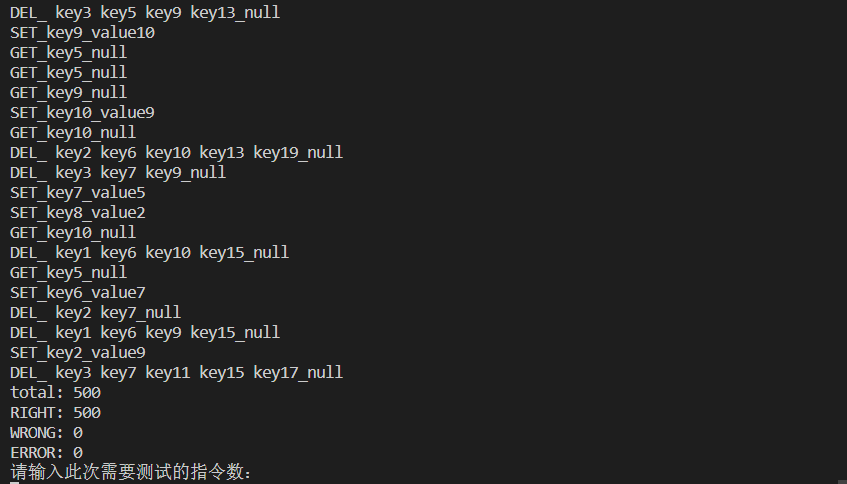 DEL_ key3 key5 key9 key13_null
SET_key9_value10
GET_key5_null
GET_key5_null
GET_key9_null
SET_key10_value9
GET_key10_null
DEL_ key2 key6 key10 key13 key19_null
DEL_ key3 key7 key9_null
SET_key7_value5
SET_key8_value2
GET_key10_null
DEL_ key1 key6 key10 key15_null
GET_key5_null
SET_key6_value7
DEL_ key2 key7_null
DEL_ key1 key6 key9 key15_null
SET_key2_value9
DEL_ key3 key7 key11 key15 key17_null
total: 500
RIGHT: 500
WRONG: 0
ERROR: 0
请输入此次需要测试的指令数: